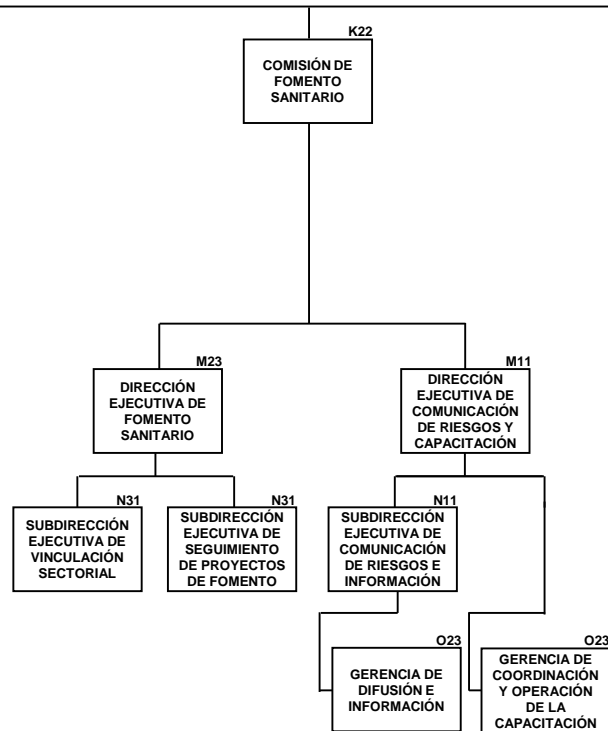 K22
COMISIÓN DE
FOMENTO
SANITARIO
M23
DIRECCIÓN
EJECUTIVA DE
FOMENTO
SANITARIO
M11
DIRECCIÓN
EJECUTIVA DE
COMUNICACIÓN
DE RIESGOS Y
CAPACITACIÓN
N31
SUBDIRECCIÓN
EJECUTIVA DE
VINCULACIÓN
SECTORIAL
N31
SUBDIRECCIÓN
EJECUTIVA DE
SEGUIMIENTO
DE PROYECTOS
DE FOMENTO
N11
SUBDIRECCIÓN
EJECUTIVA DE
COMUNICACIÓN
DE RIESGOS E
INFORMACIÓN
O23
GERENCIA DE
DIFUSIÓN E
INFORMACIÓN
O23
GERENCIA DE
COORDINACIÓN
Y OPERACIÓN
DE LA
CAPACITACIÓN